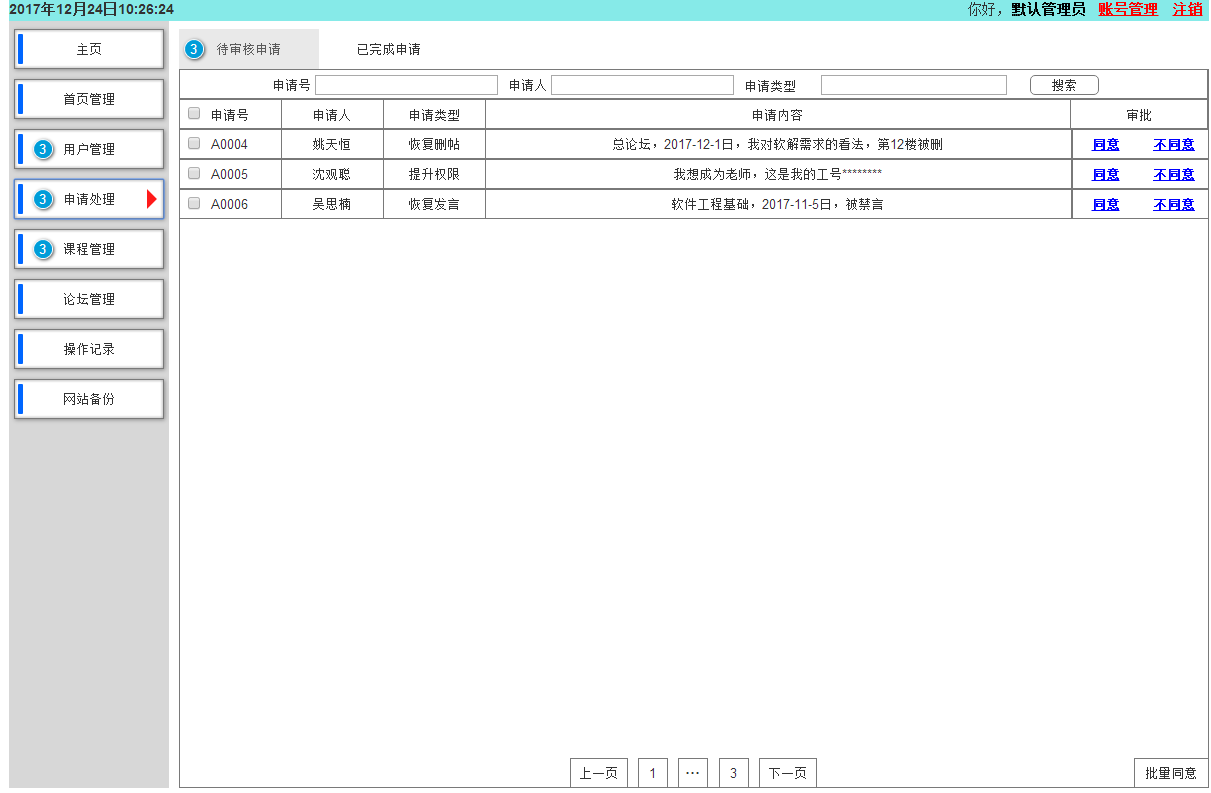 2017年12月24日10:26:24 你好，默认管理员 账号管理 注销
主页
首页管理
3 用户管理
3 申请处理
3 课程管理
论坛管理
操作记录
网站备份
3 待审核申请 已完成申请
申请号 申请人 申请类型 搜索
申请号 申请人 申请类型 申请内容 审批
A0004 姚天恒 恢复删帖 总论坛，2017-12-1日，我对软解需求的看法，第12楼被删 同意 不同意
A0005 沈观聪 提升权限 我想成为老师，这是我的工号******** 同意 不同意
A0006 吴思楠 恢复发言 软件工程基础，2017-11-5日，被禁言 同意 不同意
上一页 1 ··· 3 下一页 批量同意